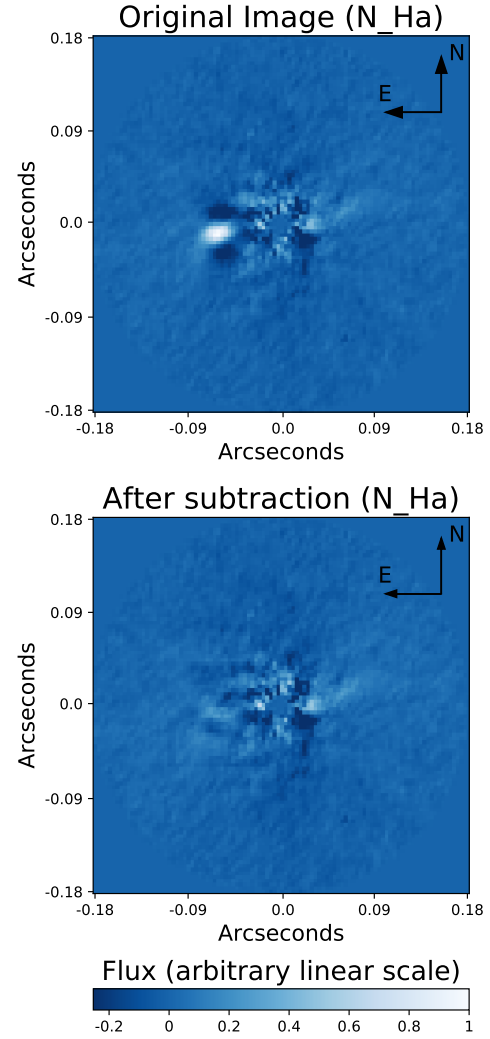 Original Image (N_Ha)
0.18
N
E
0.09
0.0
-0.09
-0.18
Arcseconds
-0.18 -0.09 0.0 0.09 0.18
Arcseconds
After subtraction (N_Ha)
0.18
N
E
0.09
0.0
-0.09
-0.18
Arcseconds
-0.18 -0.09 0.0 0.09 0.18
Arcseconds
Flux (arbitrary linear scale)
-0.2 0 0.2 0.4 0.6 0.8 1